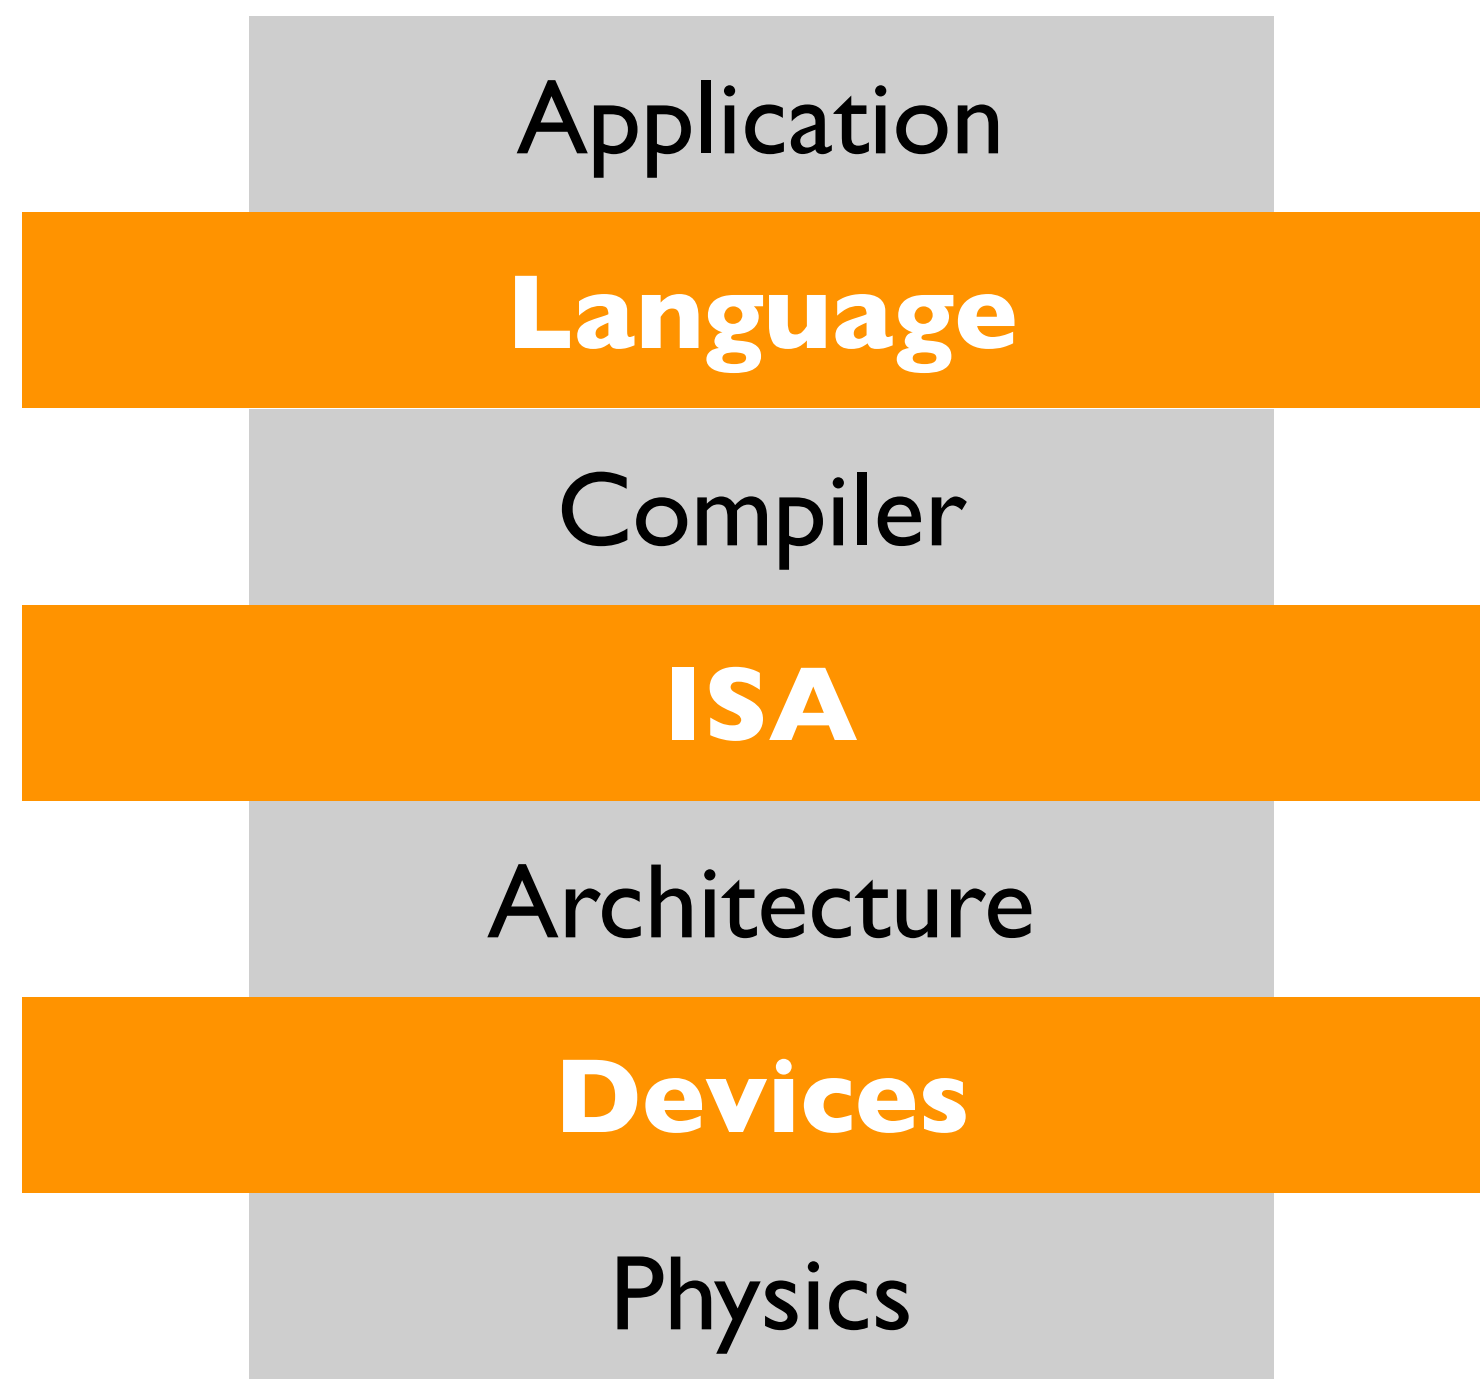 Application
Language
Compiler
ISA
Architecture
Devices
Physics